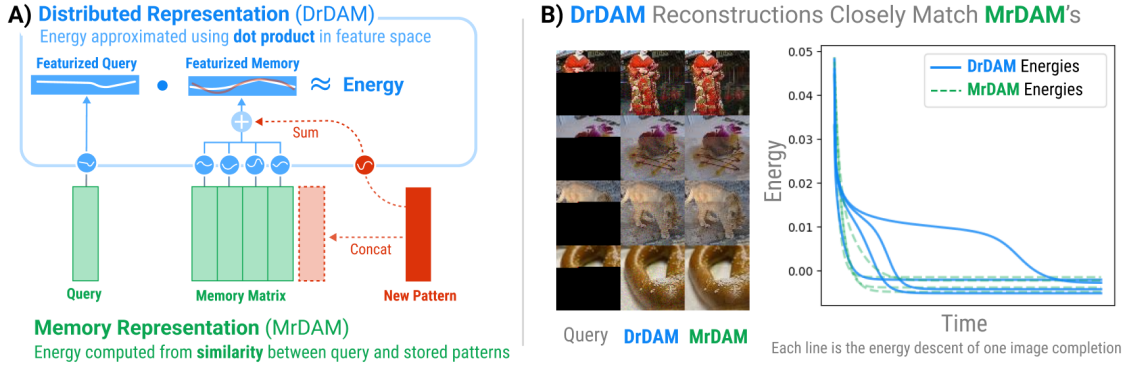 A) Distributed Representation (DrDAM)
Energy approximated using dot product in feature space
Featurized Query
Featurized Memory
• ≈ Energy
+
Sum
Concat
Query
Memory Matrix
New Pattern
Memory Representation (MrDAM)
Energy computed from similarity between query and stored patterns
B) DrDAM Reconstructions Closely Match MrDAM's
Query DrDAM MrDAM
Energy
0.05
0.04
0.03
0.02
0.01
0.00
DrDAM Energies
MrDAM Energies
Time
Each line is the energy descent of one image completion